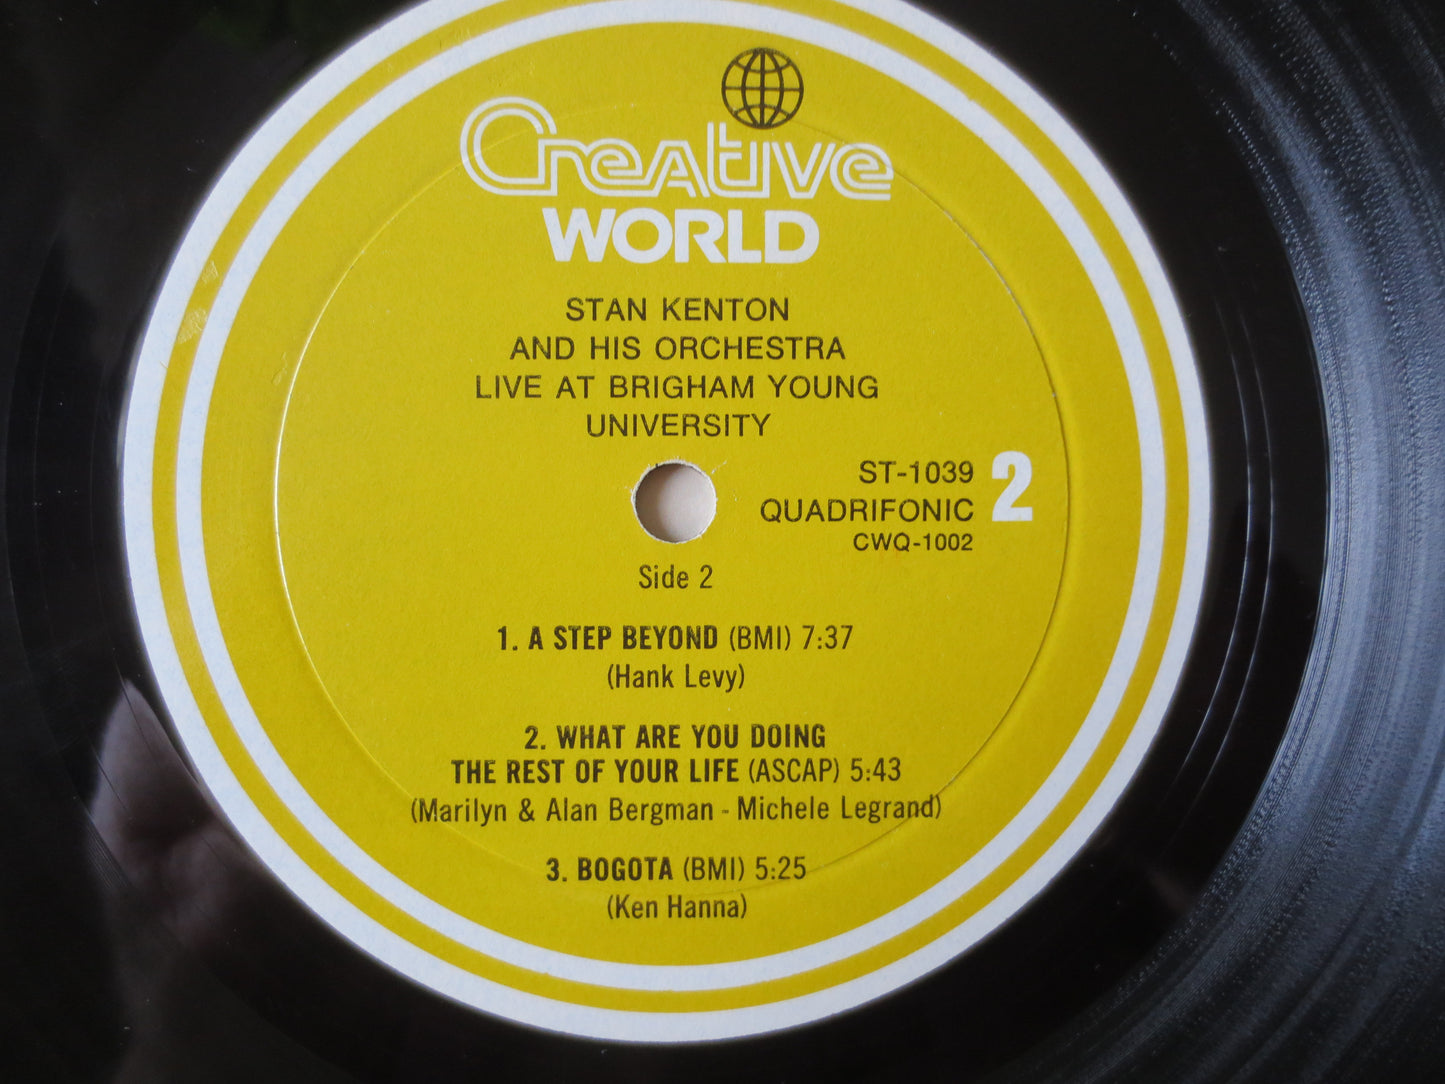 Creative
WORLD
STAN KENTON
AND HIS ORCHESTRA
LIVE AT BRIGHAM YOUNG
UNIVERSITY
ST-1039
QUADRIFONIC 2
CWQ-1002
Side 2
1. A STEP BEYOND (BMI) 7:37
(Hank Levy)
2. WHAT ARE YOU DOING
THE REST OF YOUR LIFE (ASCAP) 5:43
(Marilyn & Alan Bergman - Michele Legrand)
3. BOGOTA (BMI) 5:25
(Ken Hanna)